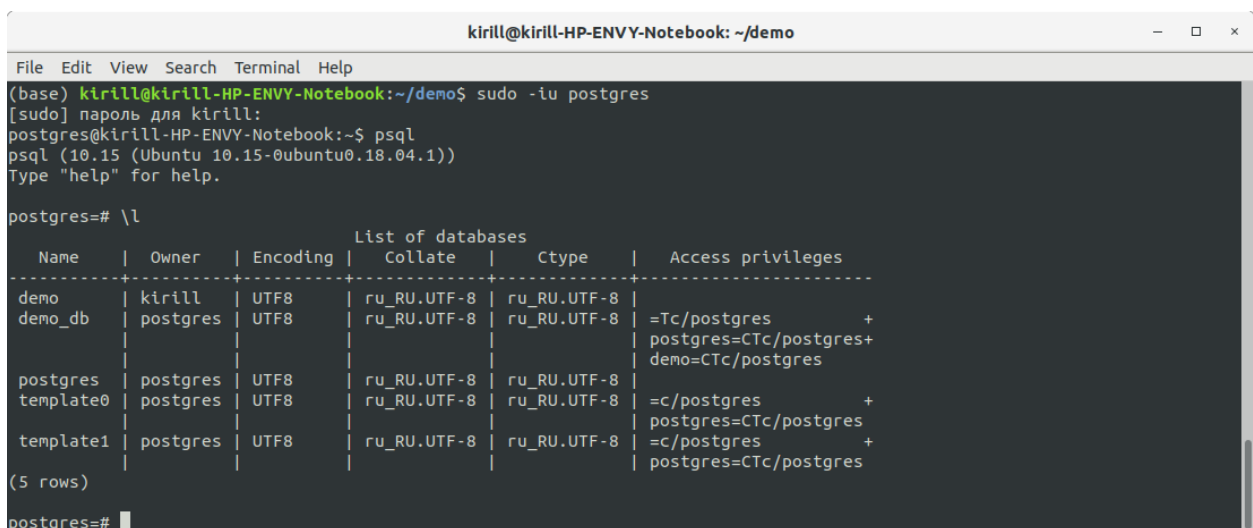 kirill@kirill-HP-ENVY-Notebook: ~/demo
File Edit View Search Terminal Help
(base) kirill@kirill-HP-ENVY-Notebook:~/demo$ sudo -iu postgres
[sudo] пароль для kirill:
postgres@kirill-HP-ENVY-Notebook:~$ psql
psql (10.15 (Ubuntu 10.15-0ubuntu0.18.04.1))
Type "help" for help.

postgres=# \l
                                  List of databases
   Name    |  Owner   | Encoding |   Collate   |    Ctype    |   Access privileges
-----------+----------+----------+-------------+-------------+-----------------------
 demo      | kirill   | UTF8     | ru_RU.UTF-8 | ru_RU.UTF-8 |
 demo_db   | postgres | UTF8     | ru_RU.UTF-8 | ru_RU.UTF-8 | =Tc/postgres         +
           |          |          |             |             | postgres=CTc/postgres+
           |          |          |             |             | demo=CTc/postgres
 postgres  | postgres | UTF8     | ru_RU.UTF-8 | ru_RU.UTF-8 |
 template0 | postgres | UTF8     | ru_RU.UTF-8 | ru_RU.UTF-8 | =c/postgres          +
           |          |          |             |             | postgres=CTc/postgres
 template1 | postgres | UTF8     | ru_RU.UTF-8 | ru_RU.UTF-8 | =c/postgres          +
           |          |          |             |             | postgres=CTc/postgres
(5 rows)

postgres=#